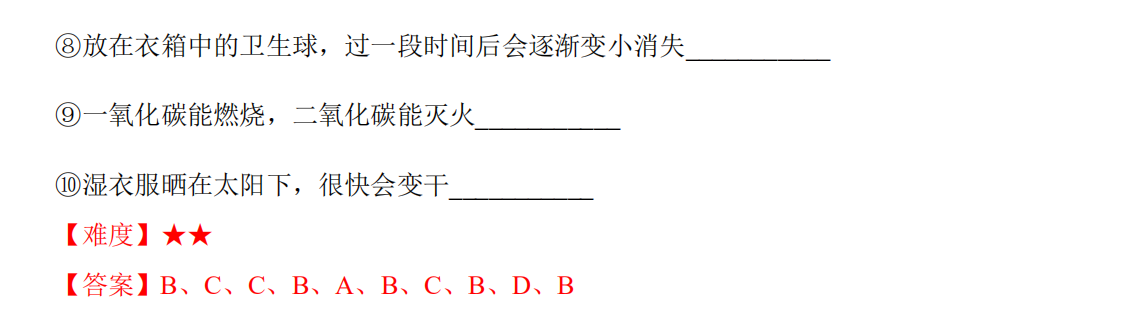 ⑧放在衣箱中的卫生球，过一段时间后会逐渐变小消失___________
⑨一氧化碳能燃烧，二氧化碳能灭火___________
⑩湿衣服晒在太阳下，很快会变干___________
【难度】★★
【答案】B、C、C、B、A、B、C、B、D、B